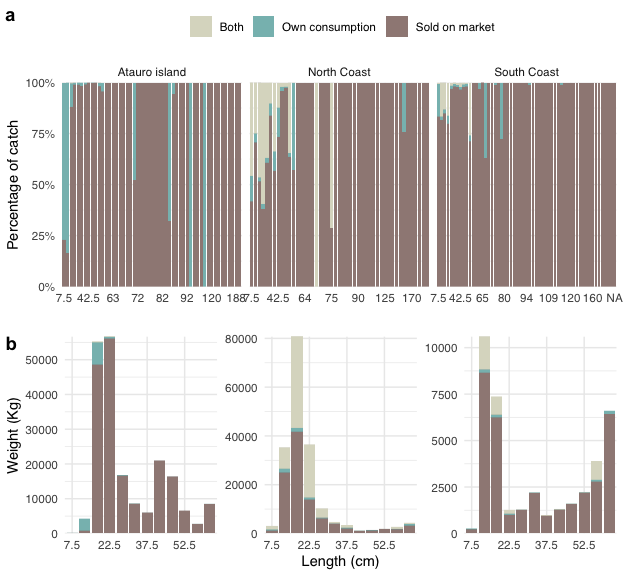 a
Both Own consumption Sold on market
Atauro island North Coast South Coast
Percentage of catch
100%
75%
50%
25%
0%
7.5 42.5 63 72 82 92 120 188 7.5 42.5 64 75 90 125 170 7.5 42.5 65 80 94 109 120 160 NA
b
Weight (Kg)
50000
40000
30000
20000
10000
0
7.5 22.5 37.5 52.5
80000
60000
40000
20000
0
7.5 22.5 37.5 52.5
10000
7500
5000
2500
0
7.5 22.5 37.5 52.5
Length (cm)